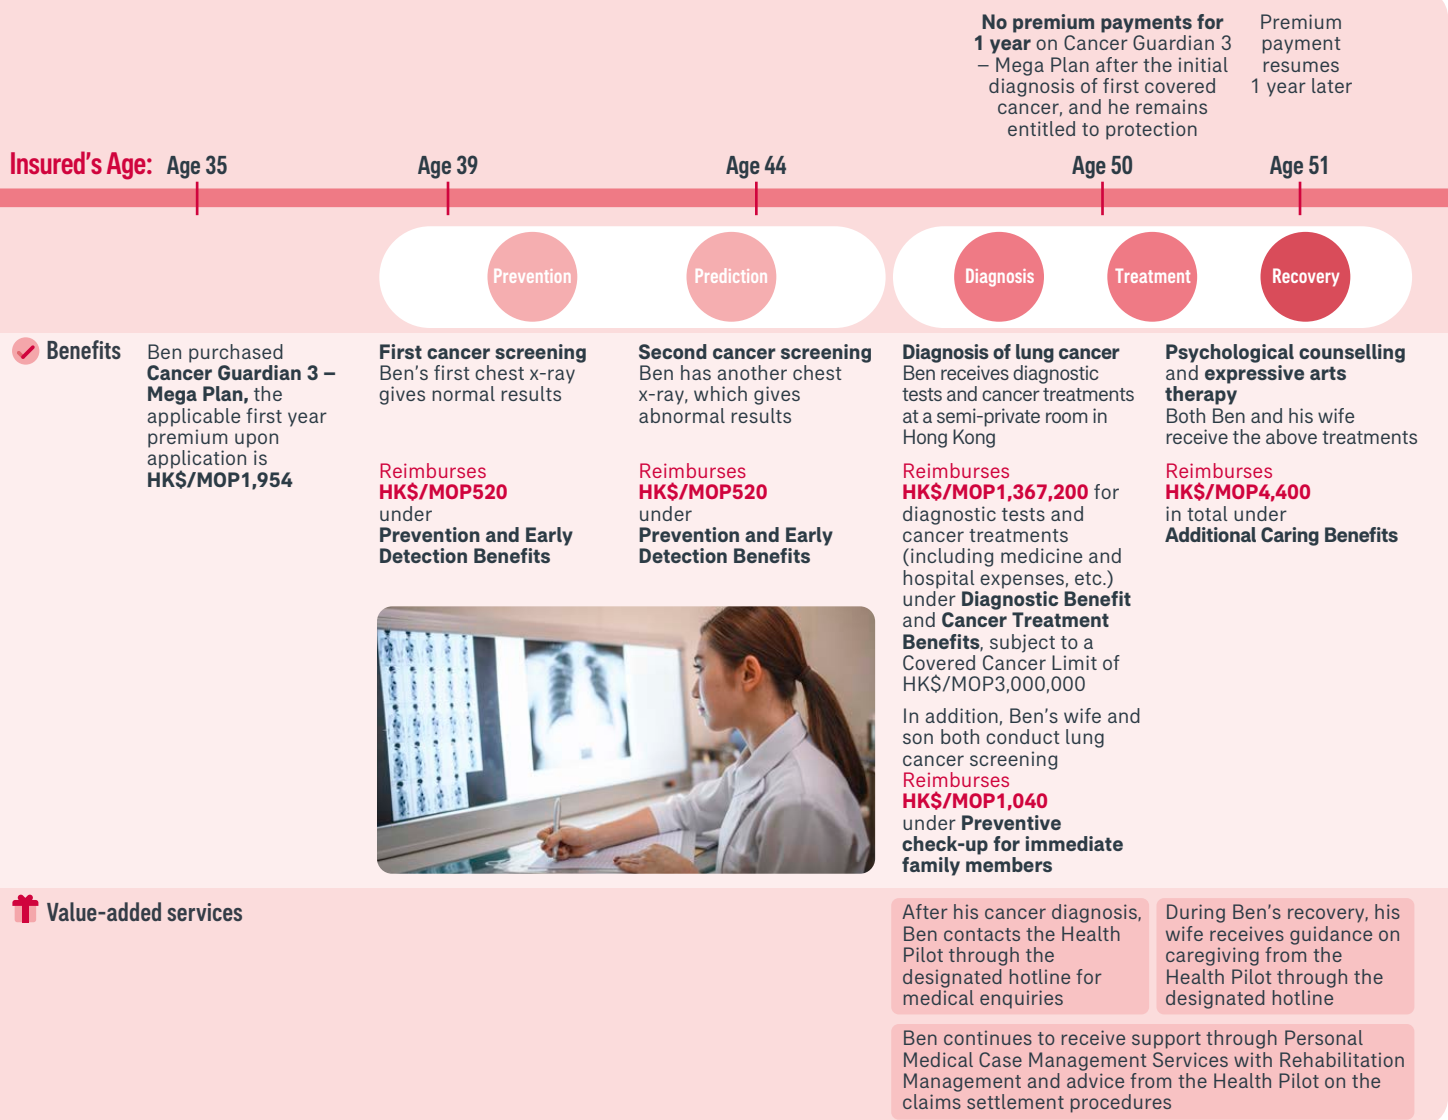 No premium payments for
1 year on Cancer Guardian 3
– Mega Plan after the initial
diagnosis of first covered
cancer, and he remains
entitled to protection
Premium
payment
resumes
1 year later
Insured's Age:
Age 35
Age 39
Age 44
Age 50
Age 51
Prevention
Prediction
Diagnosis
Treatment
Recovery
Benefits
Ben purchased
Cancer Guardian 3 –
Mega Plan, the
applicable first year
premium upon
application is
HK$/MOP1,954
First cancer screening
Ben's first chest x-ray
gives normal results
Reimburses
HK$/MOP520
under
Prevention and Early
Detection Benefits
Second cancer screening
Ben has another chest
x-ray, which gives
abnormal results
Reimburses
HK$/MOP520
under
Prevention and Early
Detection Benefits
Diagnosis of lung cancer
Ben receives diagnostic
tests and cancer treatments
at a semi-private room in
Hong Kong
Reimburses
HK$/MOP1,367,200 for
diagnostic tests and
cancer treatments
(including medicine and
hospital expenses, etc.)
under Diagnostic Benefit
and Cancer Treatment
Benefits, subject to a
Covered Cancer Limit of
HK$/MOP3,000,000
In addition, Ben's wife and
son both conduct lung
cancer screening
Reimburses
HK$/MOP1,040
under Preventive
check-up for immediate
family members
Psychological counselling
and expressive arts
therapy
Both Ben and his wife
receive the above treatments
Reimburses
HK$/MOP4,400
in total under
Additional Caring Benefits
Value-added services
After his cancer diagnosis,
Ben contacts the Health
Pilot through the
designated hotline for
medical enquiries
During Ben's recovery, his
wife receives guidance on
caregiving from the
Health Pilot through the
designated hotline
Ben continues to receive support through Personal
Medical Case Management Services with Rehabilitation
Management and advice from the Health Pilot on the
claims settlement procedures